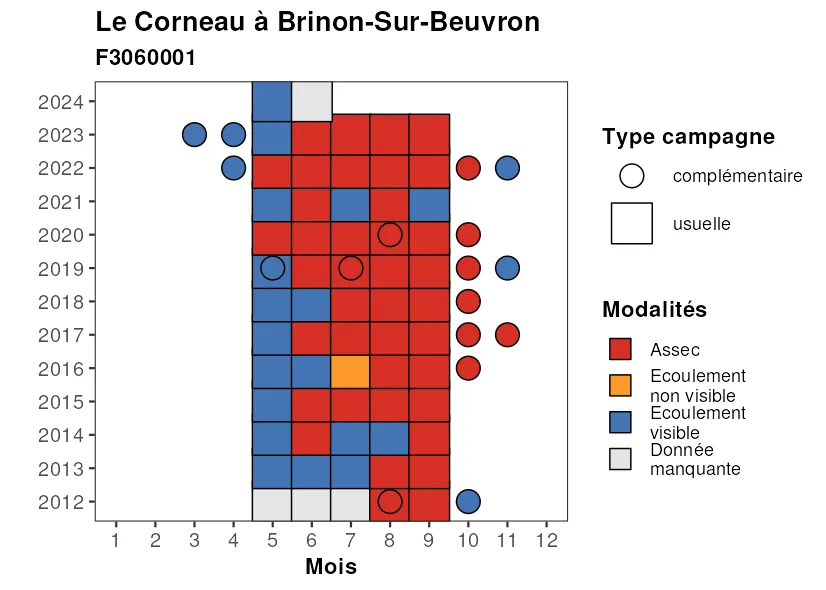 Le Corneau à Brinon-Sur-Beuvron
F3060001
2024
2023
2022
2021
2020
2019
2018
2017
2016
2015
2014
2013
2012
1 2 3 4 5 6 7 8 9 10 11 12
Mois
Type campagne
complémentaire
usuelle
Modalités
Assec
Ecoulement
non visible
Ecoulement
visible
Donnée
manquante